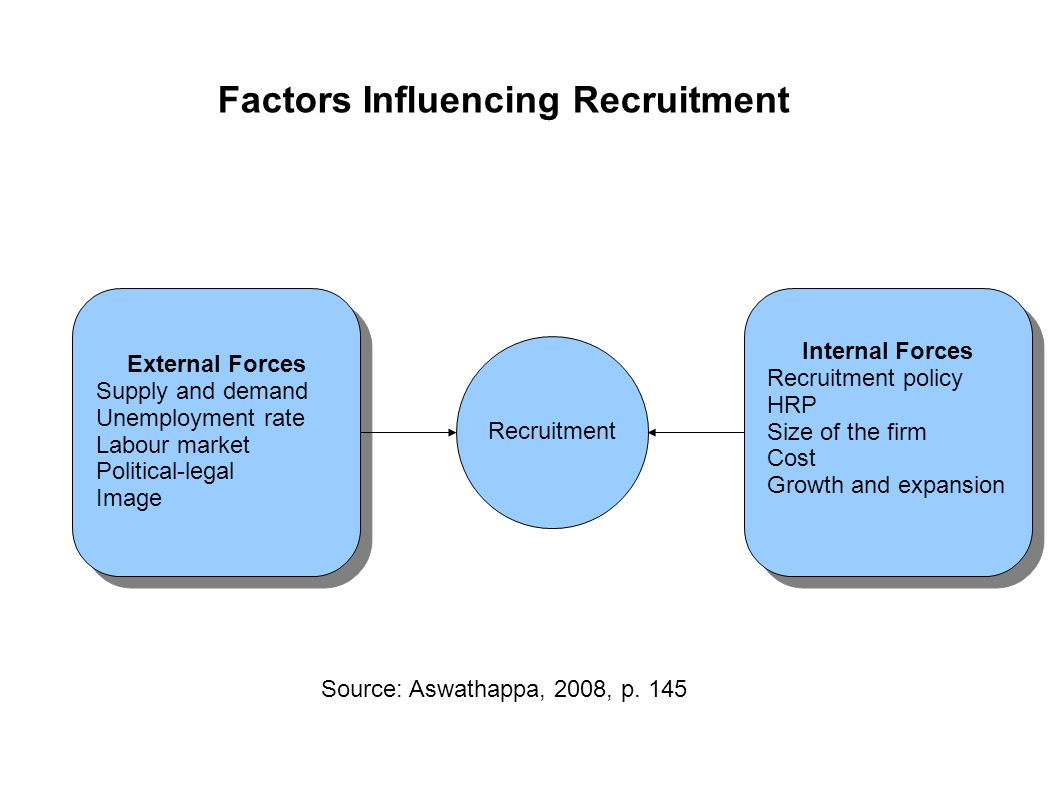 Factors Influencing Recruitment
External Forces
Supply and demand
Unemployment rate
Labour market
Political-legal
Image
Recruitment
Internal Forces
Recruitment policy
HRP
Size of the firm
Cost
Growth and expansion
Source: Aswathappa, 2008, p. 145